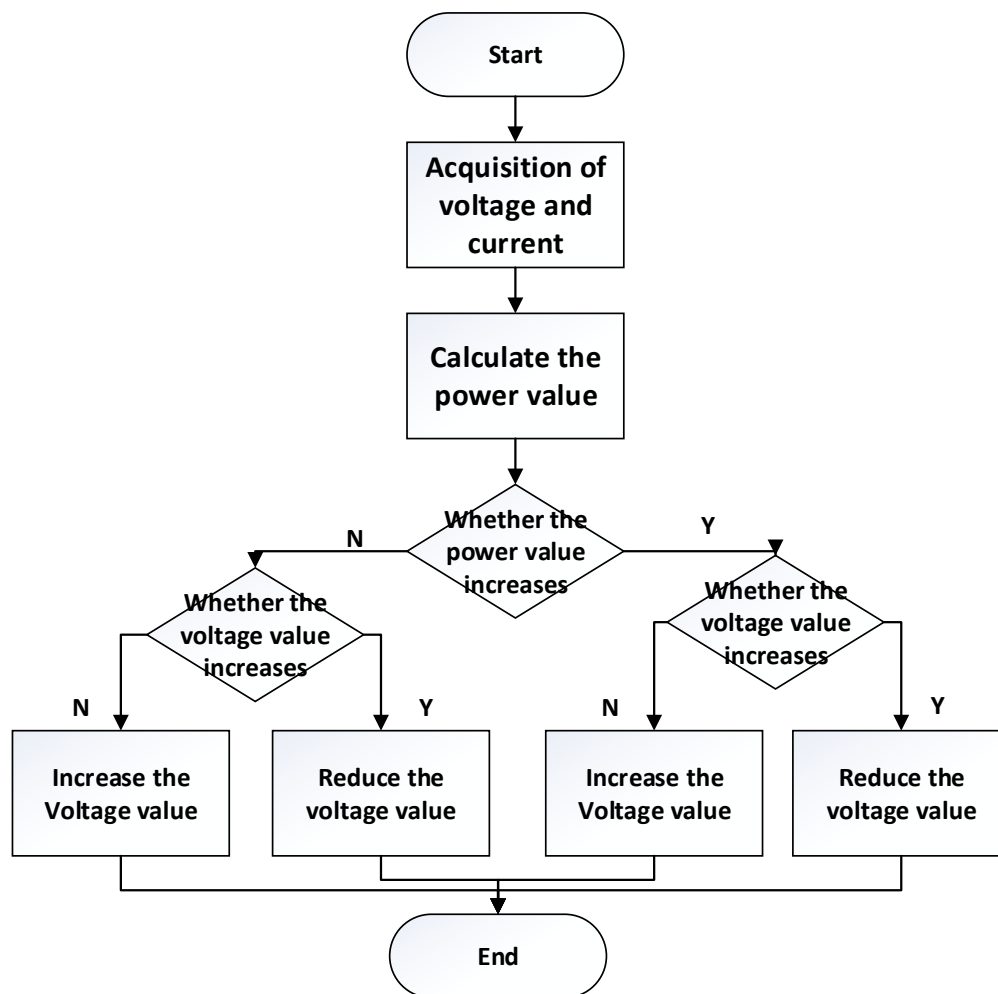 Start
Acquisition of
voltage and
current
Calculate the
power value
Whether the
power value
increases
N
Y
Whether the
voltage value
increases
Whether the
voltage value
increases
N
Y
N
Y
Increase the
Voltage value
Reduce the
voltage value
Increase the
Voltage value
Reduce the
voltage value
End